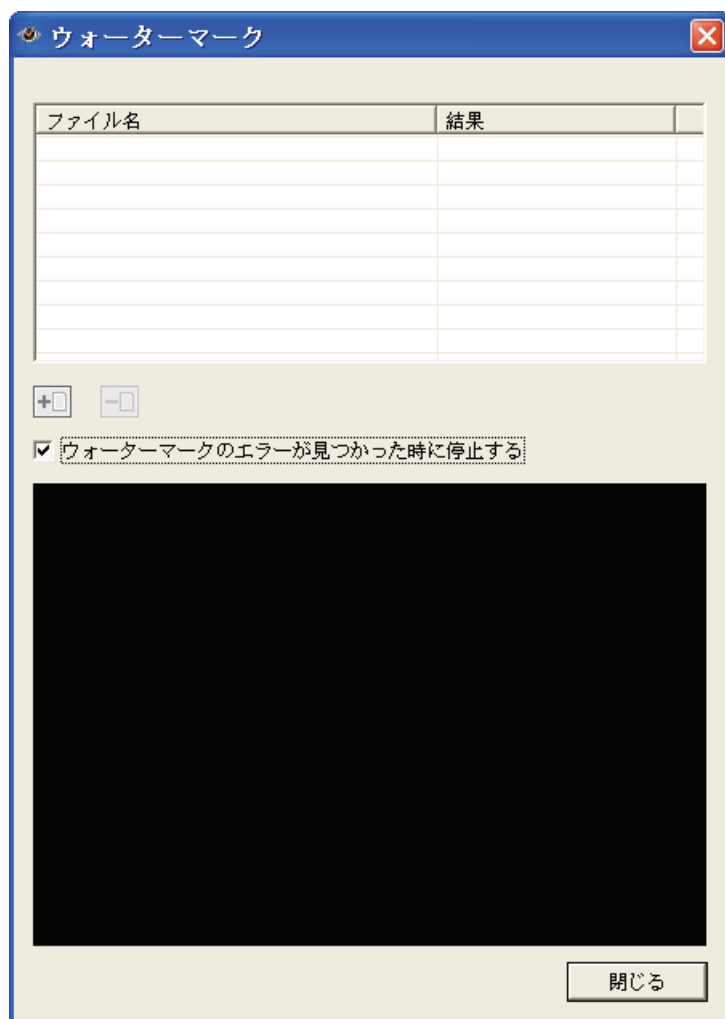 ウォーターマーク
ファイル名 結果
ウォーターマークのエラーが見つかった時に停止する
閉じる